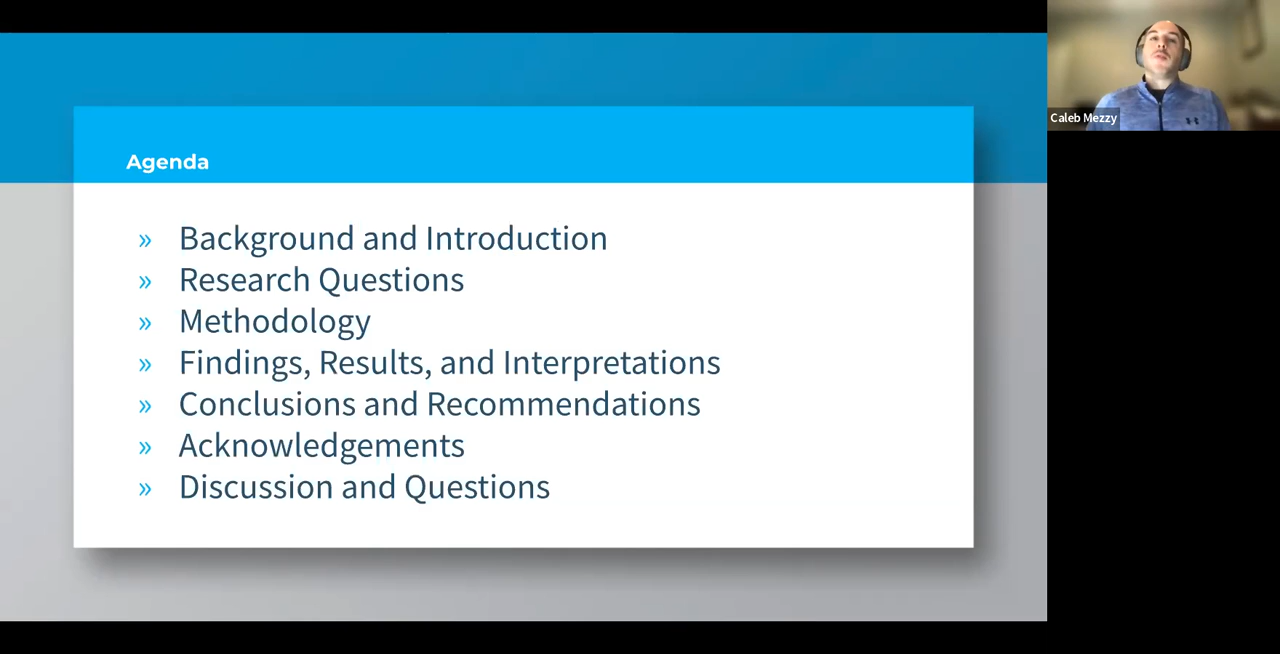 Agenda
» Background and Introduction
» Research Questions
» Methodology
» Findings, Results, and Interpretations
» Conclusions and Recommendations
» Acknowledgements
» Discussion and Questions
Caleb Mezzy